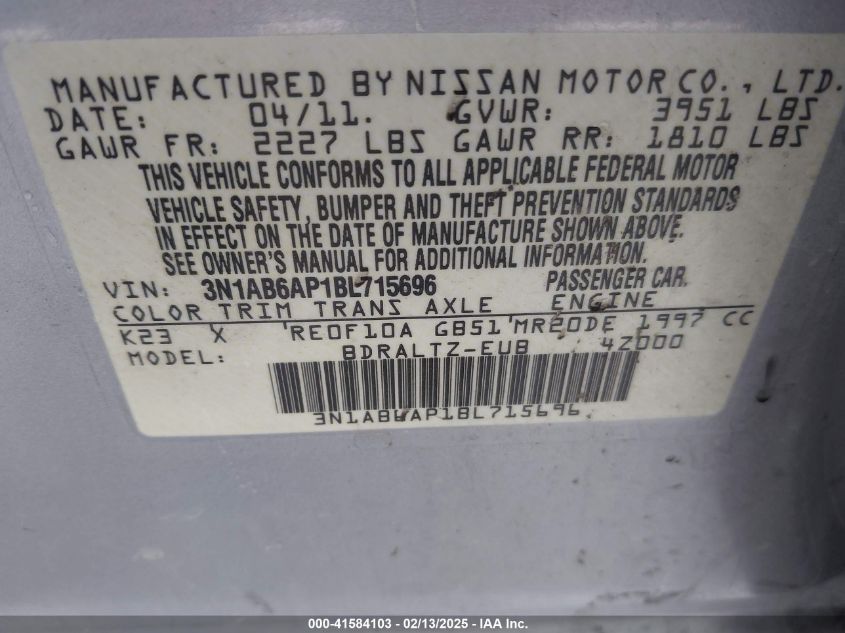 MANUFACTURED BY NISSAN MOTOR CO., LTD.
DATE: 04/11. GVWR: 3951 LBS
GAWR FR: 2227 LBS GAWR RR: 1810 LBS
THIS VEHICLE CONFORMS TO ALL APPLICABLE FEDERAL MOTOR
VEHICLE SAFETY, BUMPER AND THEFT PREVENTION STANDARDS
IN EFFECT ON THE DATE OF MANUFACTURE SHOWN ABOVE.
SEE OWNER'S MANUAL FOR ADDITIONAL INFORMATION.
VIN: 3N1AB6AP1BL715696 PASSENGER CAR.
COLOR TRIM TRANS AXLE ENGINE
K23 X RE0F10A GB51 MR20DE 1997 CC
MODEL: BDRALTZ-EUB 4Z000
3N1AB6AP1BL715696
000-41584103 | 02/13/2025 - IAA Inc.